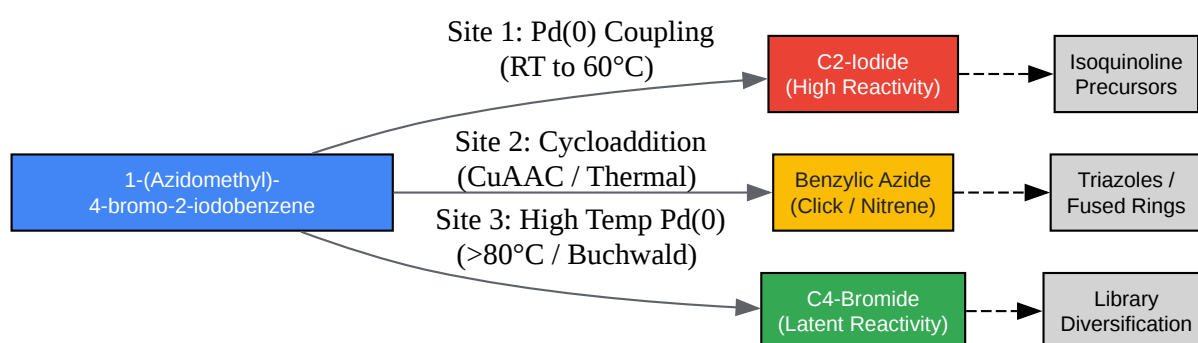 Site 1: Pd(0) Coupling
(RT to 60°C)
C2-Iodide
(High Reactivity)
Isoquinoline
Precursors
1-(Azidomethyl)-
4-bromo-2-iodobenzene
Site 2: Cycloaddition
(CuAAC / Thermal)
Benzylic Azide
(Click / Nitrene)
Triazoles /
Fused Rings
Site 3: High Temp Pd(0)
(>80°C / Buchwald)
C4-Bromide
(Latent Reactivity)
Library
Diversification